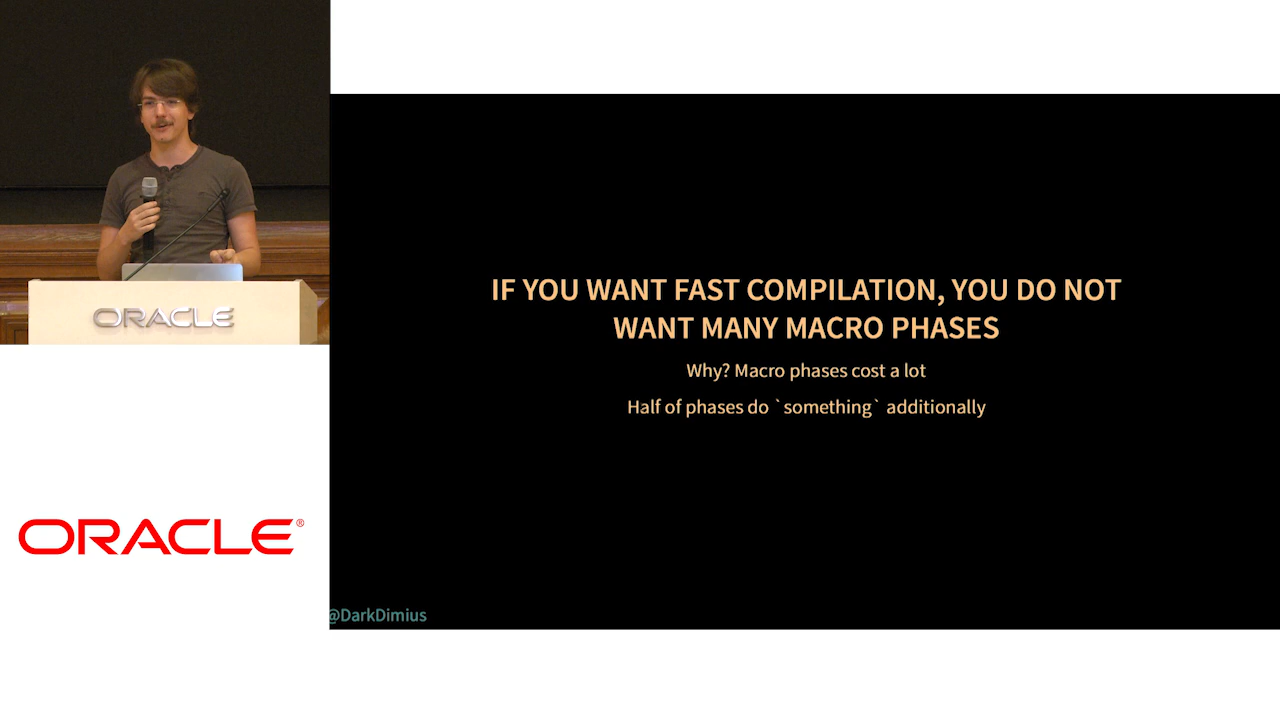 ORACLE
IF YOU WANT FAST COMPILATION, YOU DO NOT
WANT MANY MACRO PHASES
Why? Macro phases cost a lot
Half of phases do `something` additionally
ORACLE®
@DarkDimius